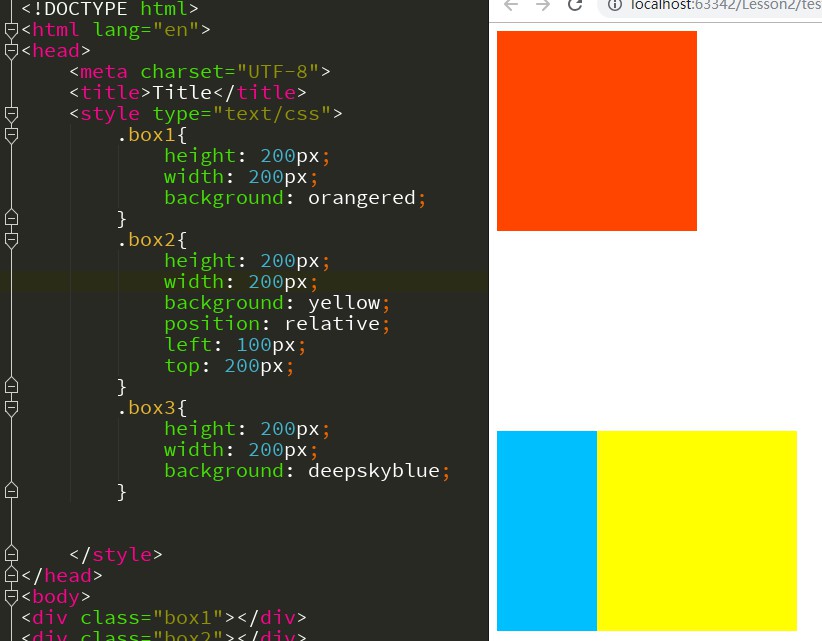 <!DOCTYPE html>
<html lang="en">
<head>
<meta charset="UTF-8">
<title>Title</title>
<style type="text/css">
.box1{
height: 200px;
width: 200px;
background: orangered;
}
.box2{
height: 200px;
width: 200px;
background: yellow;
position: relative;
left: 100px;
top: 200px;
}
.box3{
height: 200px;
width: 200px;
background: deepskyblue;
}
</style>
</head>
<body>
<div class="box1"></div>
<div class="box2"></div>
localhost:63342/Lesson2/tes